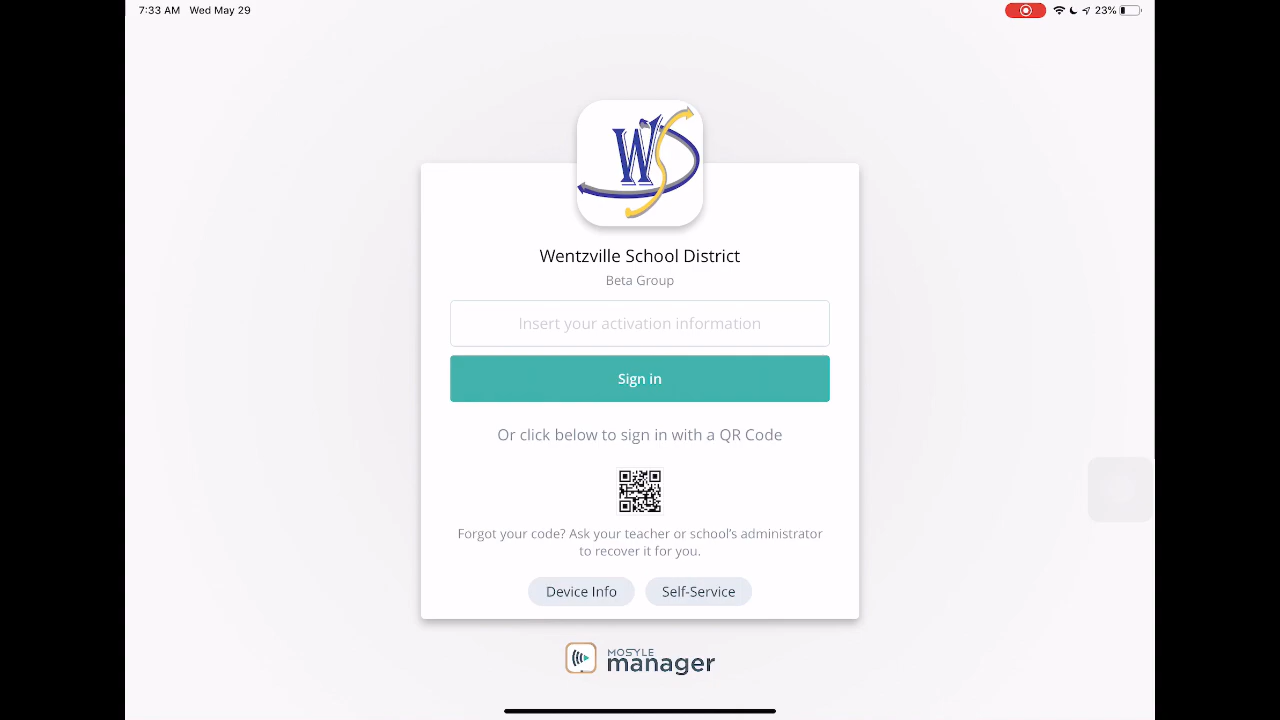 7:33 AM Wed May 29
23%
WS
Wentzville School District
Beta Group
Insert your activation information
Sign in
Or click below to sign in with a QR Code
Forgot your code? Ask your teacher or school's administrator
to recover it for you.
Device Info
Self-Service
MOSYLE
manager